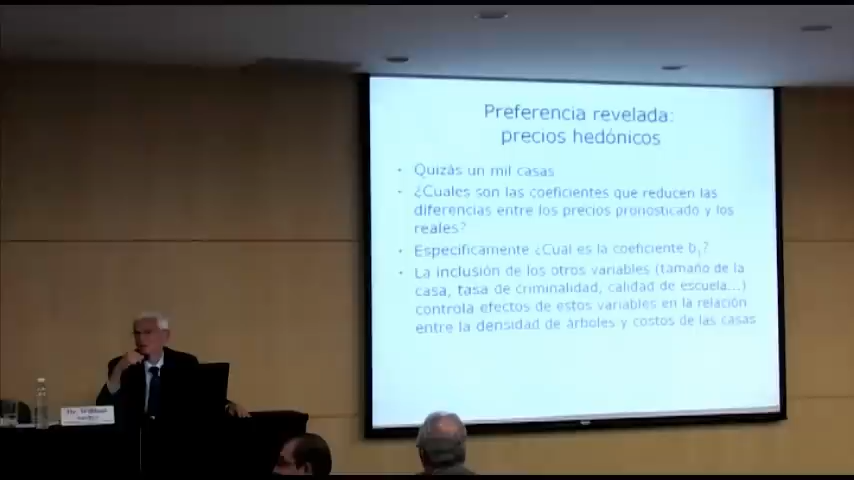 Preferencia revelada:
precios hedónicos
• Quizás un mil casas
• ¿Cuales son las coeficientes que reducen las
diferencias entre los precios pronosticado y los
reales?
• Especificamente ¿Cual es la coeficiente b₁?
• La inclusión de los otros variables (tamaño de la
casa, tasa de criminalidad, calidad de escuela...)
controla efectos de estos variables en la relación
entre la densidad de árboles y costos de las casas
Dr. William